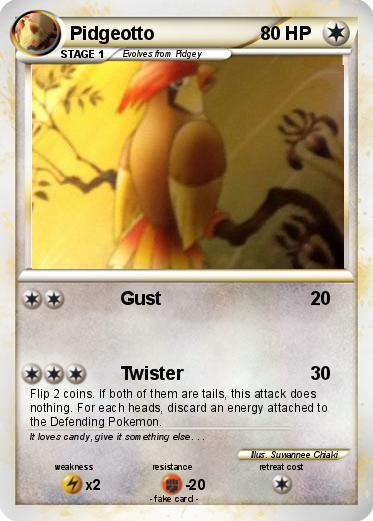 Pidgeotto 80 HP
STAGE 1 Evolves from Pidgey
Gust 20
Twister 30
Flip 2 coins. If both of them are tails, this attack does
nothing. For each heads, discard an energy attached to
the Defending Pokemon.
It loves candy, give it something else. . .
Illus. Suwannee Chiaki
weakness resistance retreat cost
x2 -20
- fake card -